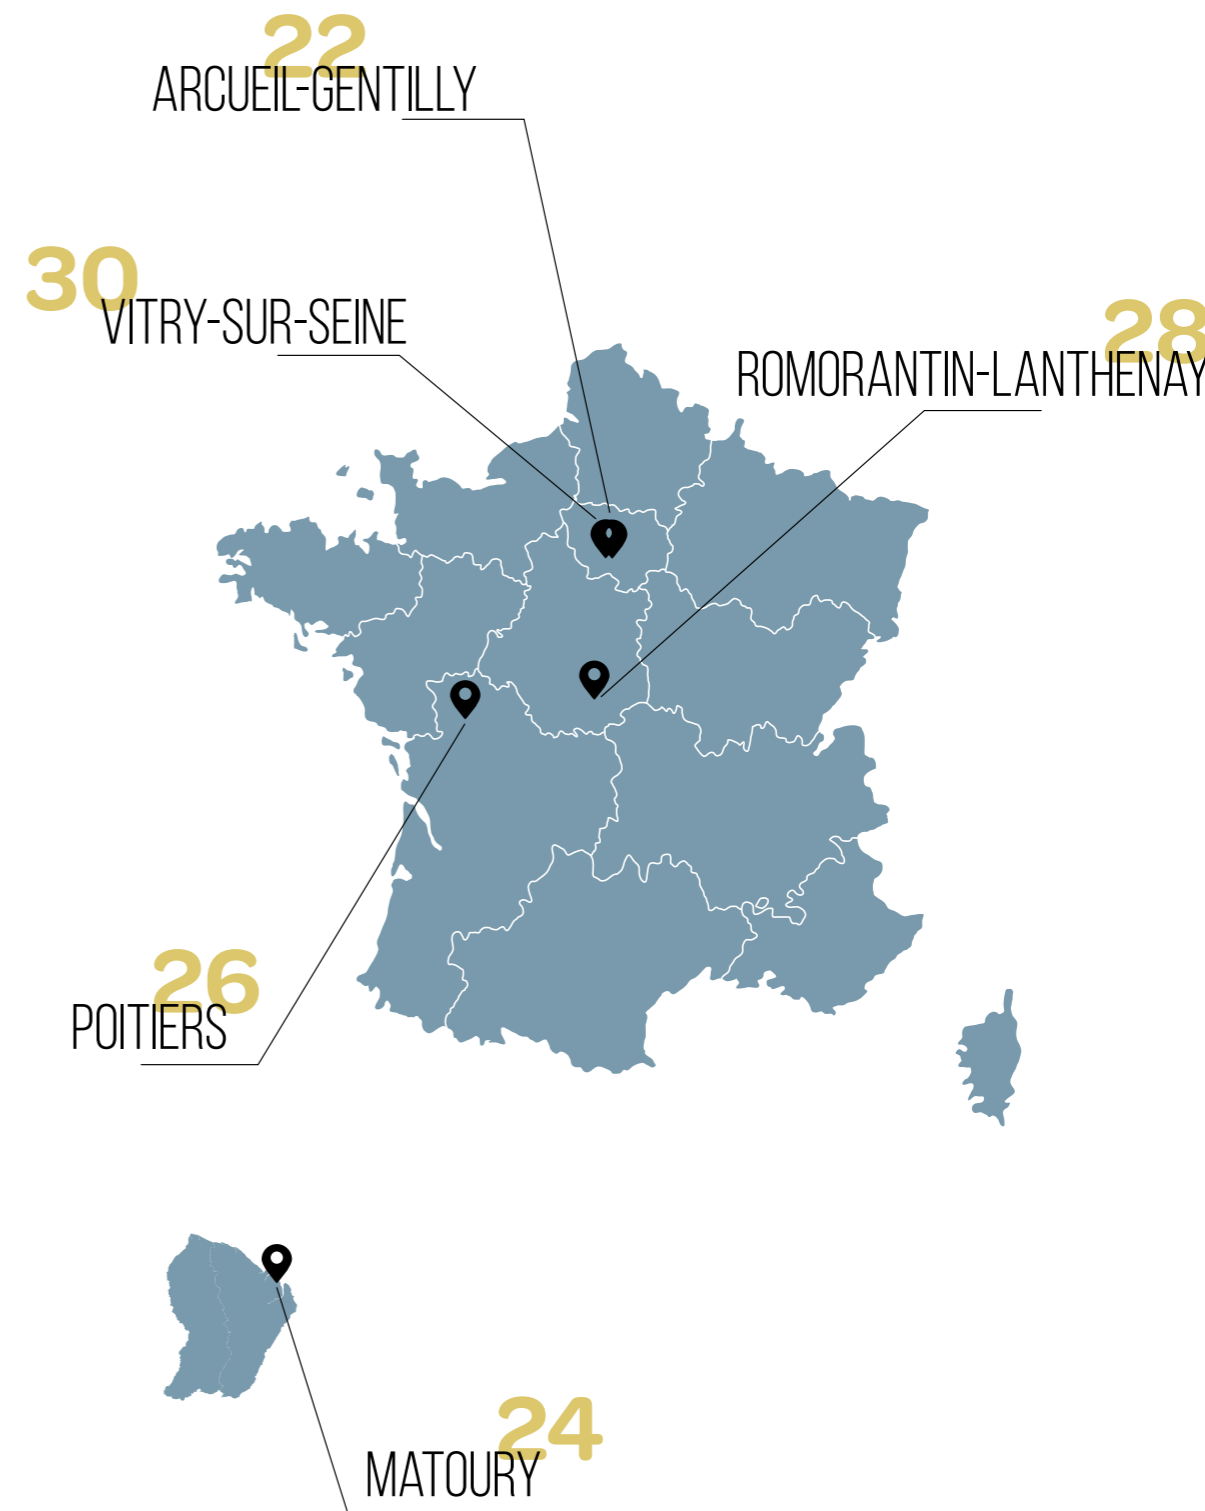 22
ARCUEIL-GENTILLY
30
VITRY-SUR-SEINE
28
ROMORANTIN-LANTHENAY
26
POITIERS
24
MATOURY